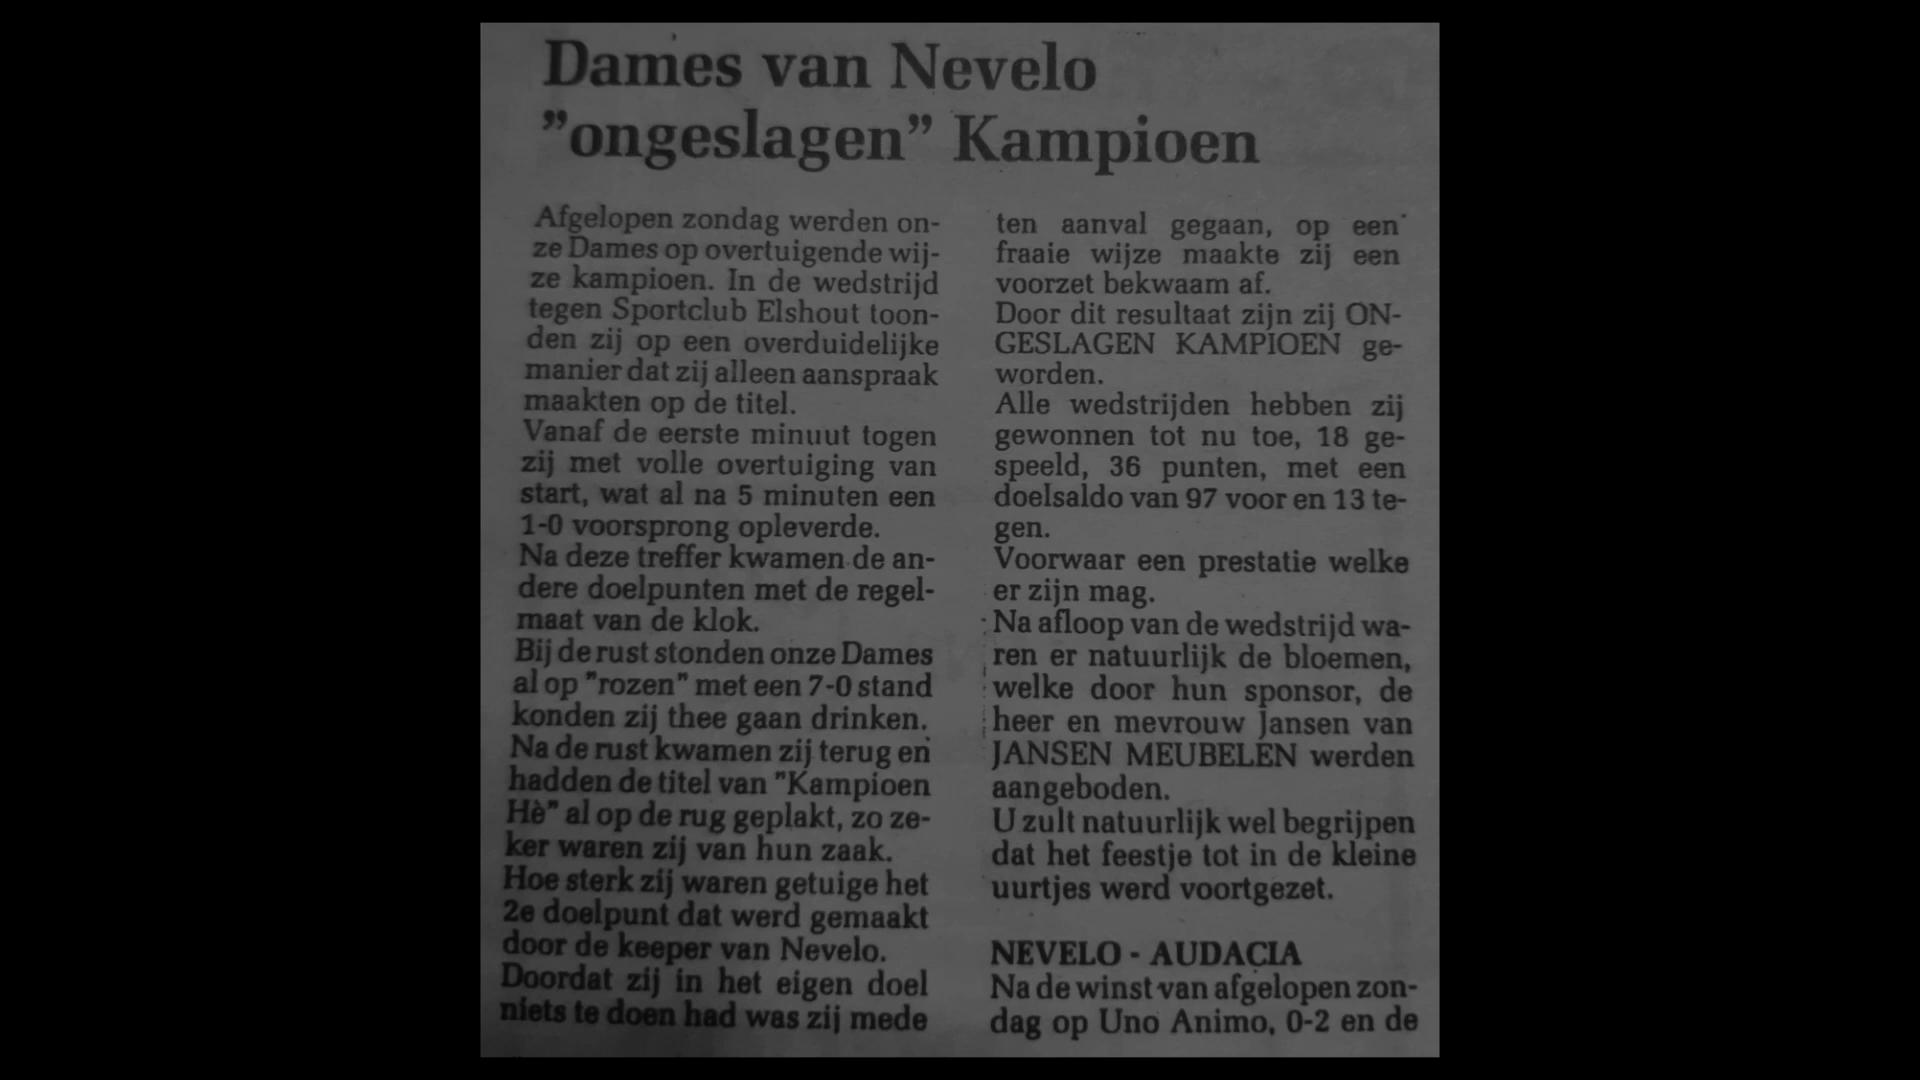 Dames van Nevelo
”ongeslagen” Kampioen
Afgelopen zondag werden on-
ze Dames op overtuigende wij-
ze kampioen. In de wedstrijd
tegen Sportclub Elshout toon-
den zij op een overduidelijke
manier dat zij alleen aanspraak
maakten op de titel.
Vanaf de eerste minuut togen
zij met volle overtuiging van
start, wat al na 5 minuten een
1-0 voorsprong opleverde.
Na deze treffer kwamen de an-
dere doelpunten met de regel-
maat van de klok.
Bij de rust stonden onze Dames
al op "rozen" met een 7-0 stand
konden zij thee gaan drinken.
Na de rust kwamen zij terug en
hadden de titel van "Kampioen
Hè" al op de rug geplakt, zo ze-
ker waren zij van hun zaak.
Hoe sterk zij waren getuige het
2e doelpunt dat werd gemaakt
door de keeper van Nevelo.
Doordat zij in het eigen doel
niets te doen had was zij mede
ten aanval gegaan, op een
fraaie wijze maakte zij een
voorzet bekwaam af.
Door dit resultaat zijn zij ON-
GESLAGEN KAMPIOEN ge-
worden.
Alle wedstrijden hebben zij
gewonnen tot nu toe, 18 ge-
speeld, 36 punten, met een
doelsaldo van 97 voor en 13 te-
gen.
Voorwaar een prestatie welke
er zijn mag.
Na afloop van de wedstrijd wa-
ren er natuurlijk de bloemen,
welke door hun sponsor, de
heer en mevrouw Jansen van
JANSEN MEUBELEN werden
aangeboden.
U zult natuurlijk wel begrijpen
dat het feestje tot in de kleine
uurtjes werd voortgezet.
NEVELO - AUDACIA
Na de winst van afgelopen zon-
dag op Uno Animo, 0-2 en de